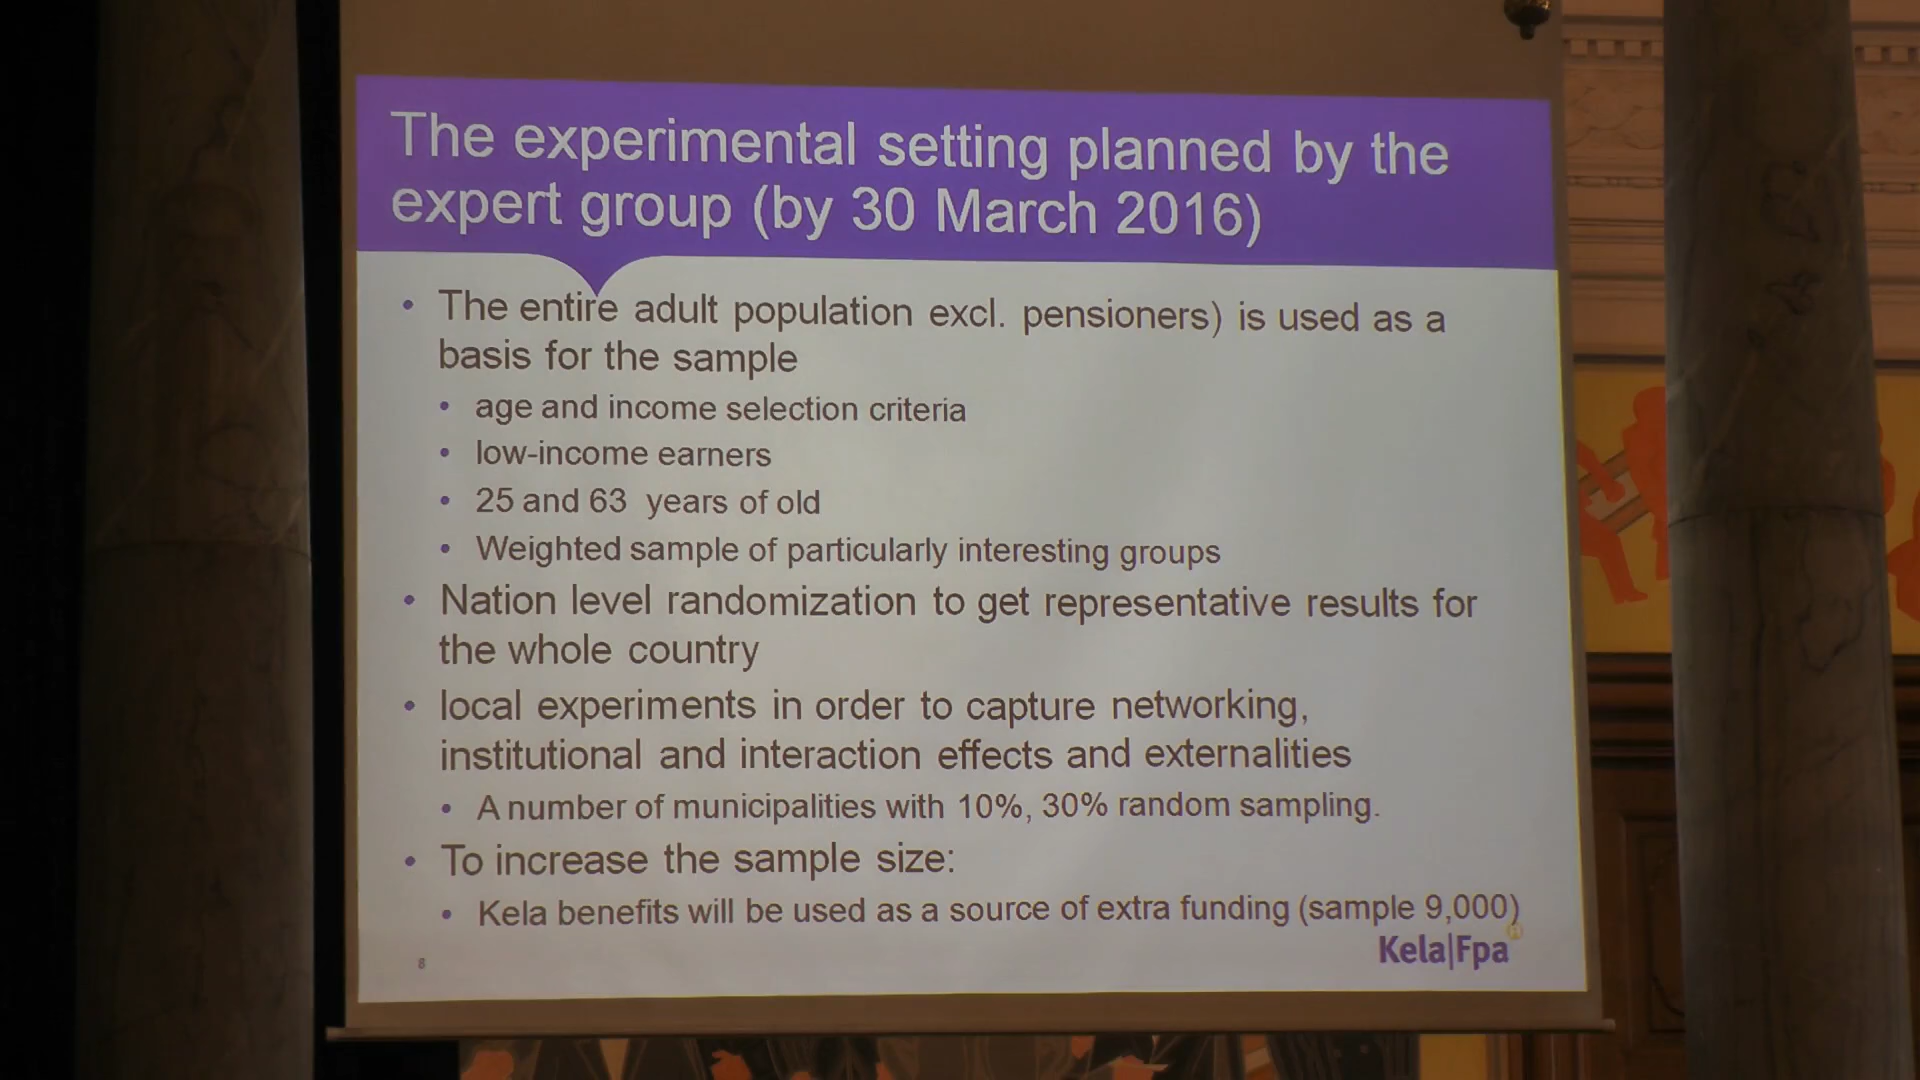 The experimental setting planned by the
expert group (by 30 March 2016)
• The entire adult population excl. pensioners) is used as a
basis for the sample
• age and income selection criteria
• low-income earners
• 25 and 63 years of old
• Weighted sample of particularly interesting groups
• Nation level randomization to get representative results for
the whole country
• local experiments in order to capture networking,
institutional and interaction effects and externalities
• A number of municipalities with 10%, 30% random sampling.
• To increase the sample size:
• Kela benefits will be used as a source of extra funding (sample 9,000)
Kela|Fpa
8